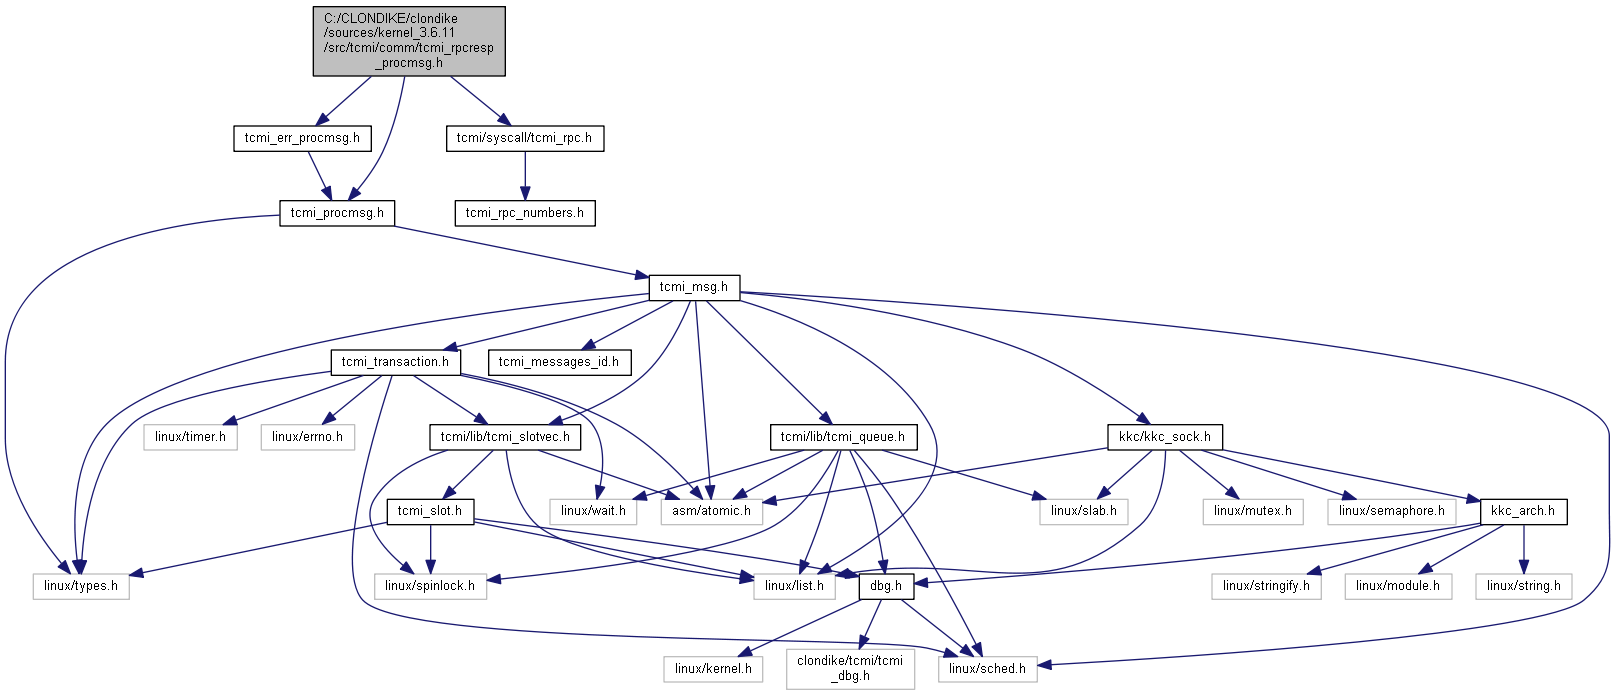 C:/CLONDIKE/clondike
/sources/kernel_3.6.11
/src/tcmi/comm/tcmi_rpcresp
_procmsg.h
tcmi_err_procmsg.h
tcmi/syscall/tcmi_rpc.h
tcmi_procmsg.h
tcmi_rpc_numbers.h
tcmi_msg.h
tcmi_transaction.h
tcmi_messages_id.h
linux/timer.h
linux/errno.h
tcmi/lib/tcmi_slotvec.h
tcmi/lib/tcmi_queue.h
kkc/kkc_sock.h
tcmi_slot.h
linux/wait.h
asm/atomic.h
linux/slab.h
linux/mutex.h
linux/semaphore.h
kkc_arch.h
linux/types.h
linux/spinlock.h
linux/list.h
dbg.h
linux/stringify.h
linux/module.h
linux/string.h
linux/kernel.h
clondike/tcmi/tcmi
_dbg.h
linux/sched.h